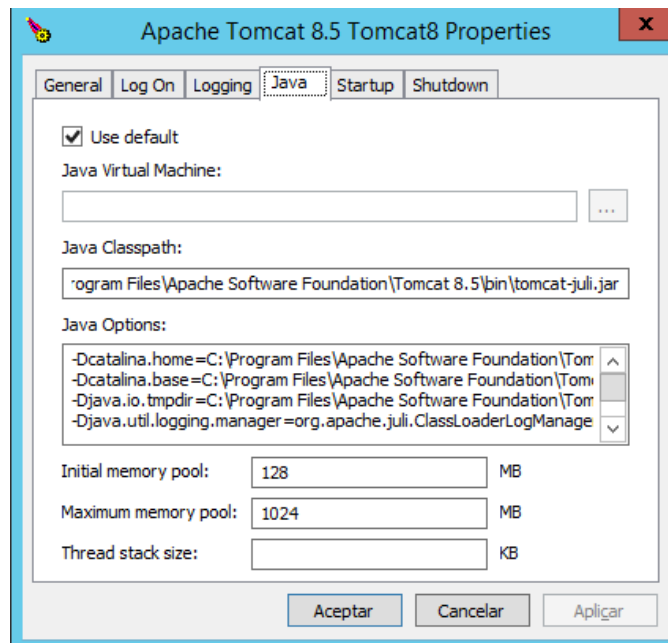 Apache Tomcat 8.5 Tomcat8 Properties
x
General Log On Logging Java Startup Shutdown
Use default
Java Virtual Machine:
...
Java Classpath:
rogram Files\Apache Software Foundation\Tomcat 8.5\bin\tomcat-juli.jar
Java Options:
-Dcatalina.home=C:\Program Files\Apache Software Foundation\Tom
-Dcatalina.base=C:\Program Files\Apache Software Foundation\Tom
-Djava.io.tmpdir=C:\Program Files\Apache Software Foundation\Tom
-Djava.util.logging.manager=org.apache.juli.ClassLoaderLogManage
Initial memory pool: 128 MB
Maximum memory pool: 1024 MB
Thread stack size: KB
Aceptar Cancelar Aplicar